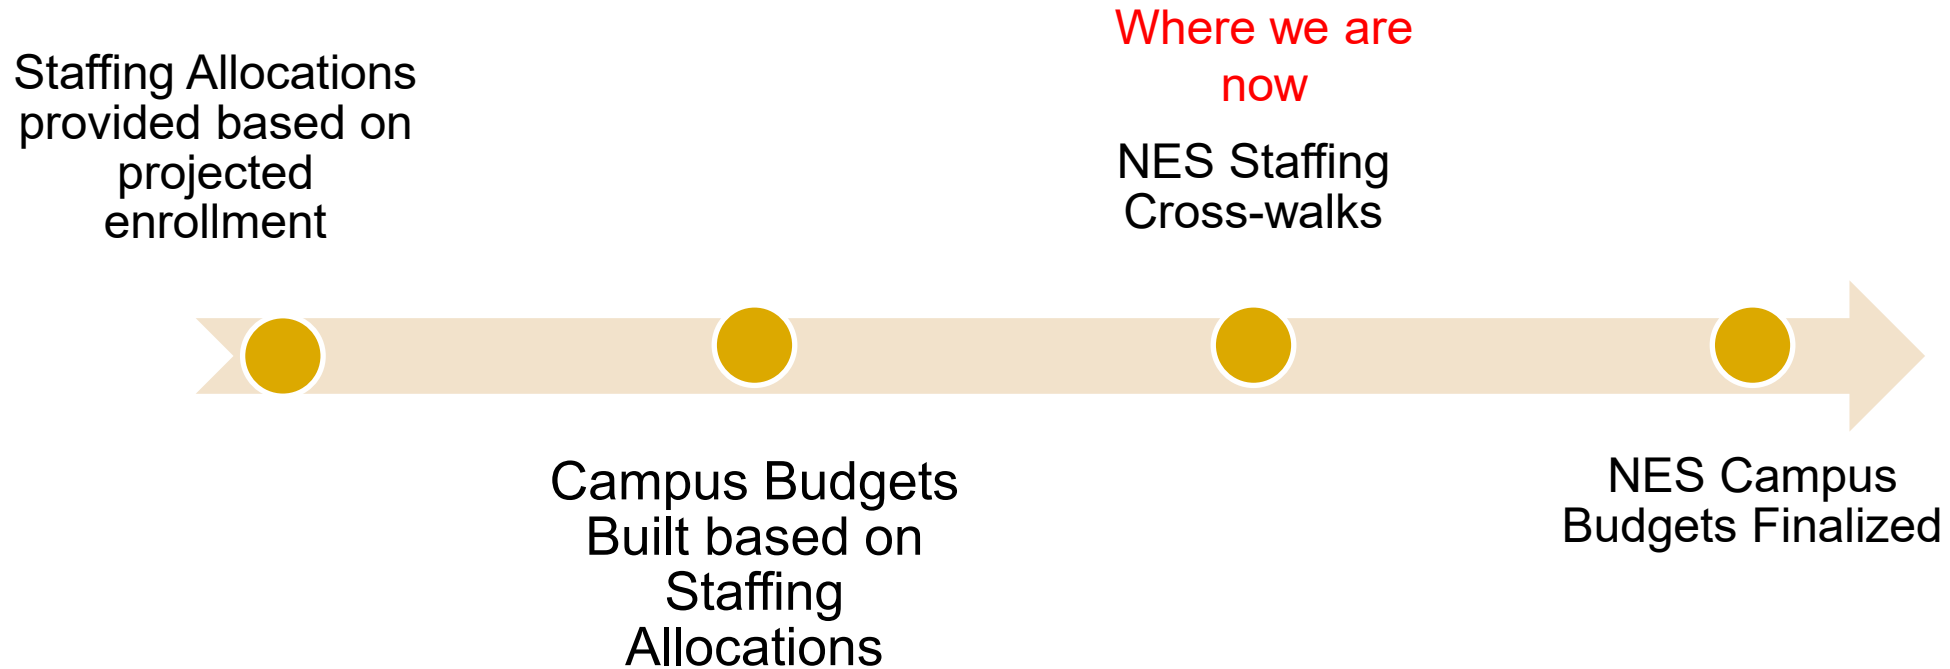 Staffing Allocations
provided based on
projected
enrollment
Campus Budgets
Built based on
Staffing
Allocations
Where we are
now
NES Staffing
Cross-walks
NES Campus
Budgets Finalized